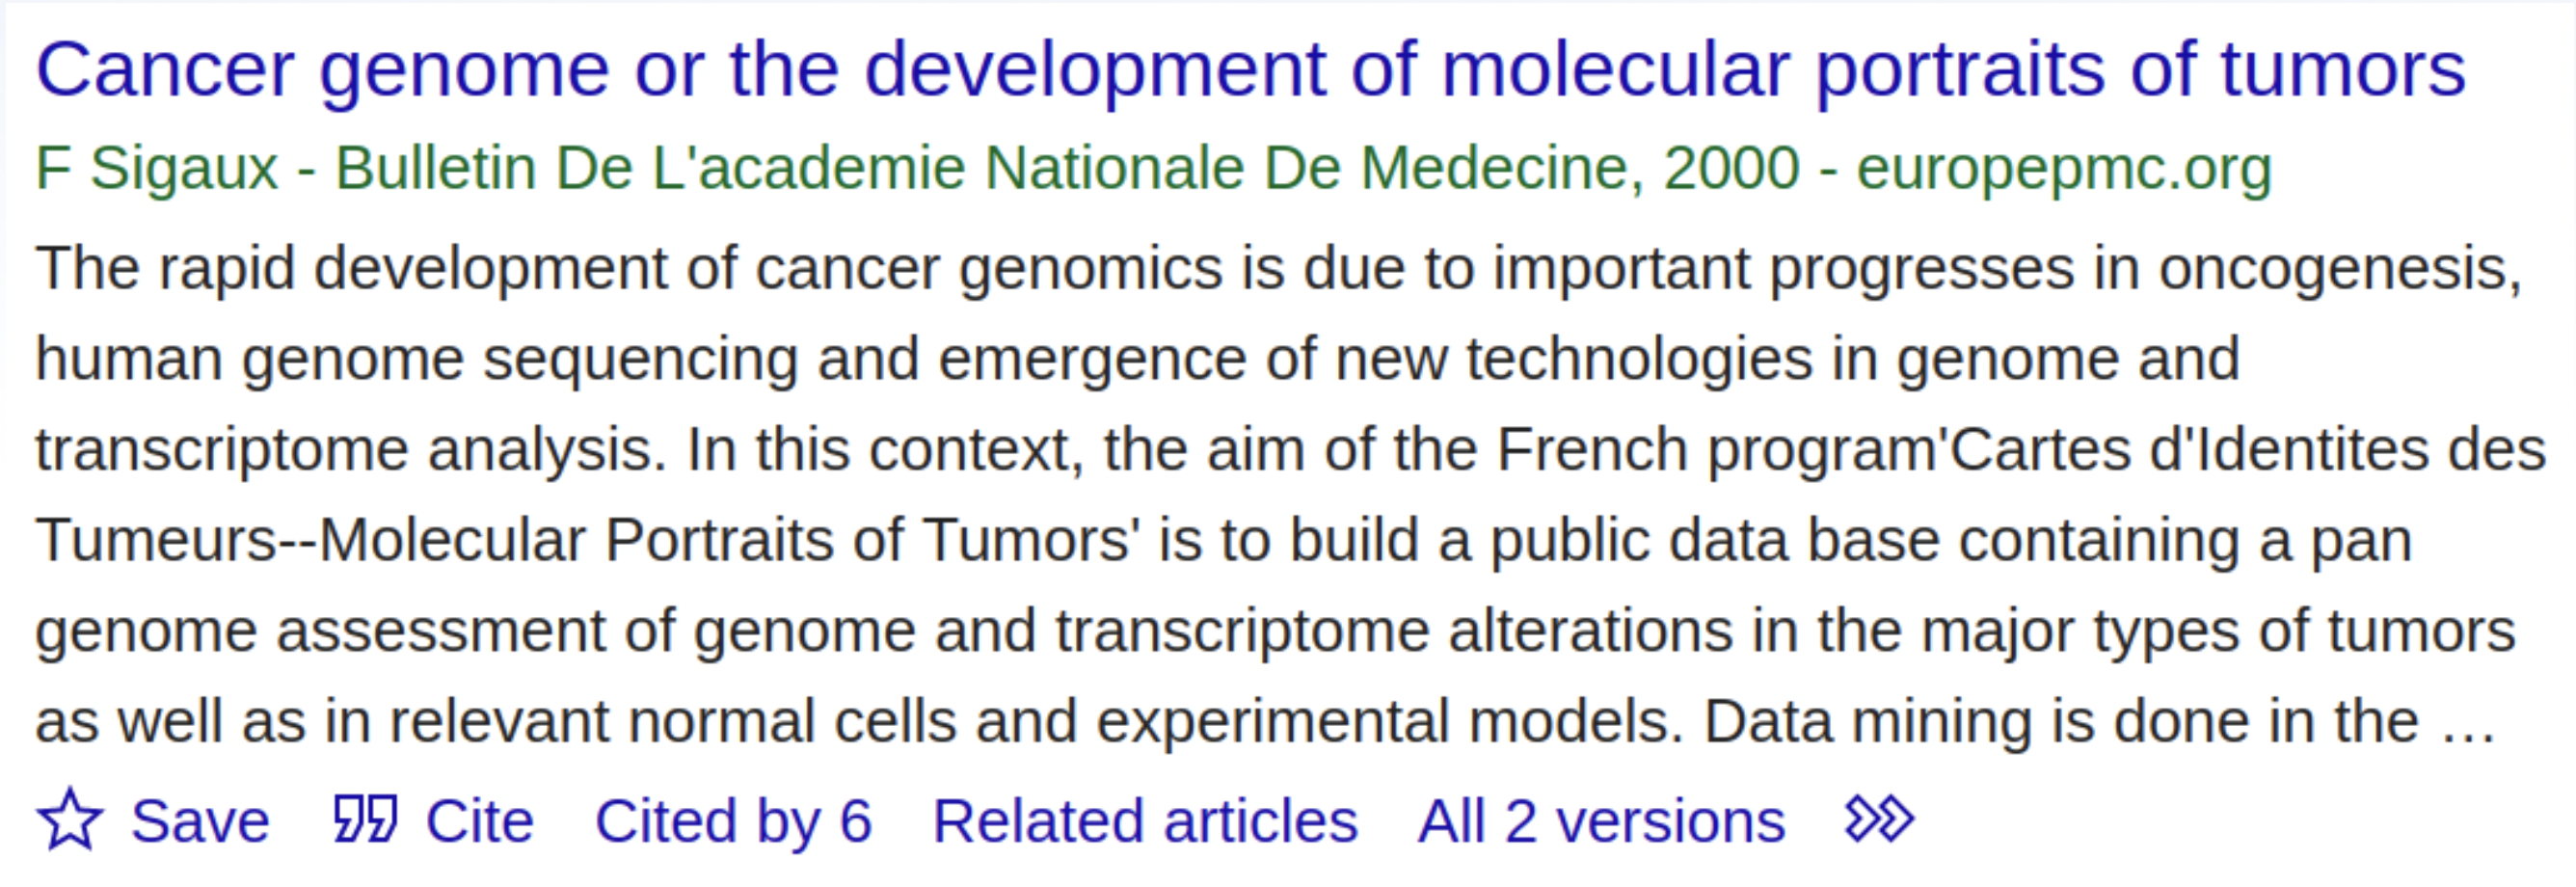 Cancer genome or the development of molecular portraits of tumors
F Sigaux - Bulletin De L'academie Nationale De Medecine, 2000 - europepmc.org
The rapid development of cancer genomics is due to important progresses in oncogenesis,
human genome sequencing and emergence of new technologies in genome and
transcriptome analysis. In this context, the aim of the French program'Cartes d'Identites des
Tumeurs--Molecular Portraits of Tumors' is to build a public data base containing a pan
genome assessment of genome and transcriptome alterations in the major types of tumors
as well as in relevant normal cells and experimental models. Data mining is done in the …
Save Cite Cited by 6 Related articles All 2 versions